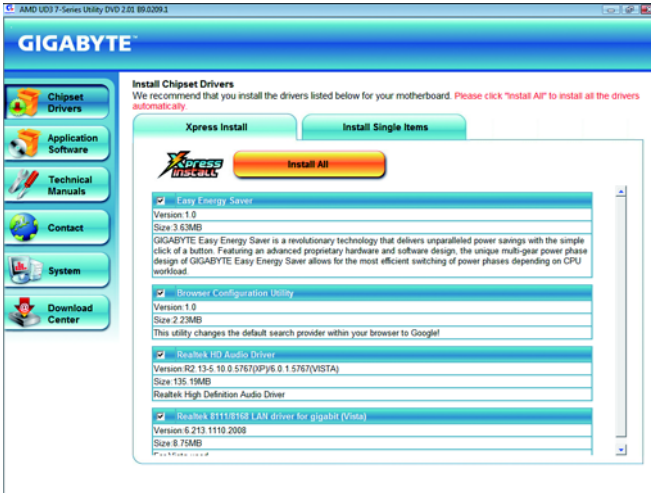 AMD UD3 7-Series Utility DVD 2.01 B9.0209.1
GIGABYTE™
Chipset
Drivers
Application
Software
Technical
Manuals
Contact
System
Download
Center
Install Chipset Drivers
We recommend that you install the drivers listed below for your motherboard. Please click "Install All" to install all the drivers
automatically.
Xpress Install
Install Single Items
Xpress
Install
Install All
Easy Energy Saver
Version:1.0
Size:3.63MB
GIGABYTE Easy Energy Saver is a revolutionary technology that delivers unparalleled power savings with the simple
click of a button. Featuring an advanced proprietary hardware and software design, the unique multi-gear power phase
design of GIGABYTE Easy Energy Saver allows for the most efficient switching of power phases depending on CPU
workload.
Browser Configuration Utility
Version:1.0
Size:2.23MB
This utility changes the default search provider within your browser to Google!
Realtek HD Audio Driver
Version:R2.13-5.10.0.5767(XP)/6.0.1.5767(VISTA)
Size:135.19MB
Realtek High Definition Audio Driver
Realtek 8111/8168 LAN driver for gigabit (Vista)
Version:6.213.1110.2008
Size:8.75MB
For Vista used